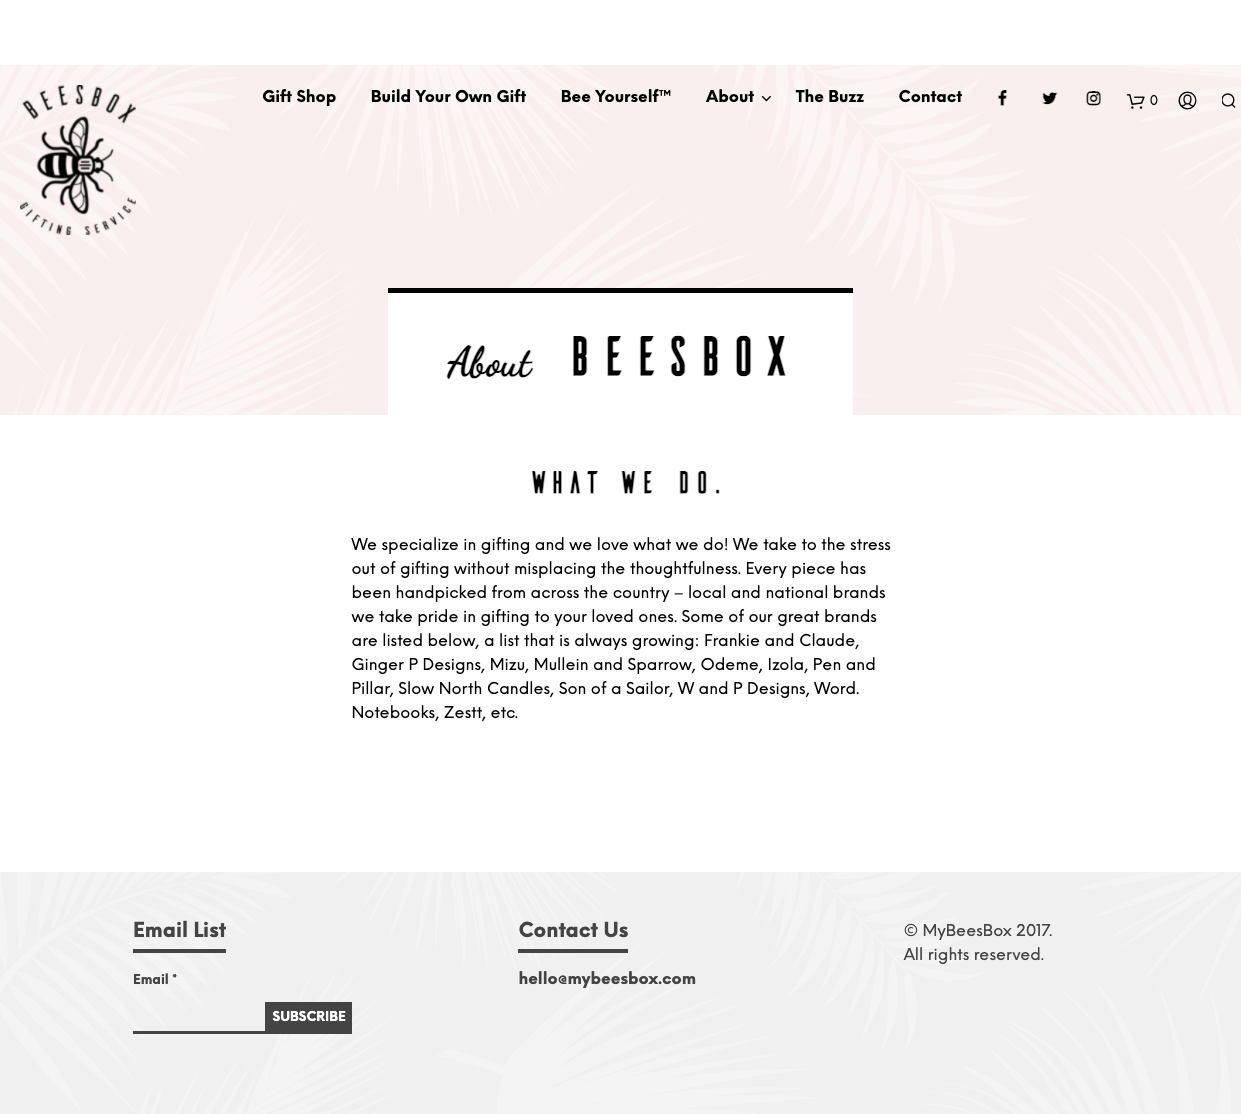 BEESBOX
GIFTING SERVICE
Gift Shop
Build Your Own Gift
Bee Yourself™
About
The Buzz
Contact
0
About BEESBOX
WHAT WE DO.
We specialize in gifting and we love what we do! We take to the stress
out of gifting without misplacing the thoughtfulness. Every piece has
been handpicked from across the country – local and national brands
we take pride in gifting to your loved ones. Some of our great brands
are listed below, a list that is always growing: Frankie and Claude,
Ginger P Designs, Mizu, Mullein and Sparrow, Odeme, Izola, Pen and
Pillar, Slow North Candles, Son of a Sailor, W and P Designs, Word.
Notebooks, Zestt, etc.
Email List
Email *
SUBSCRIBE
Contact Us
hello@mybeesbox.com
© MyBeesBox 2017.
All rights reserved.